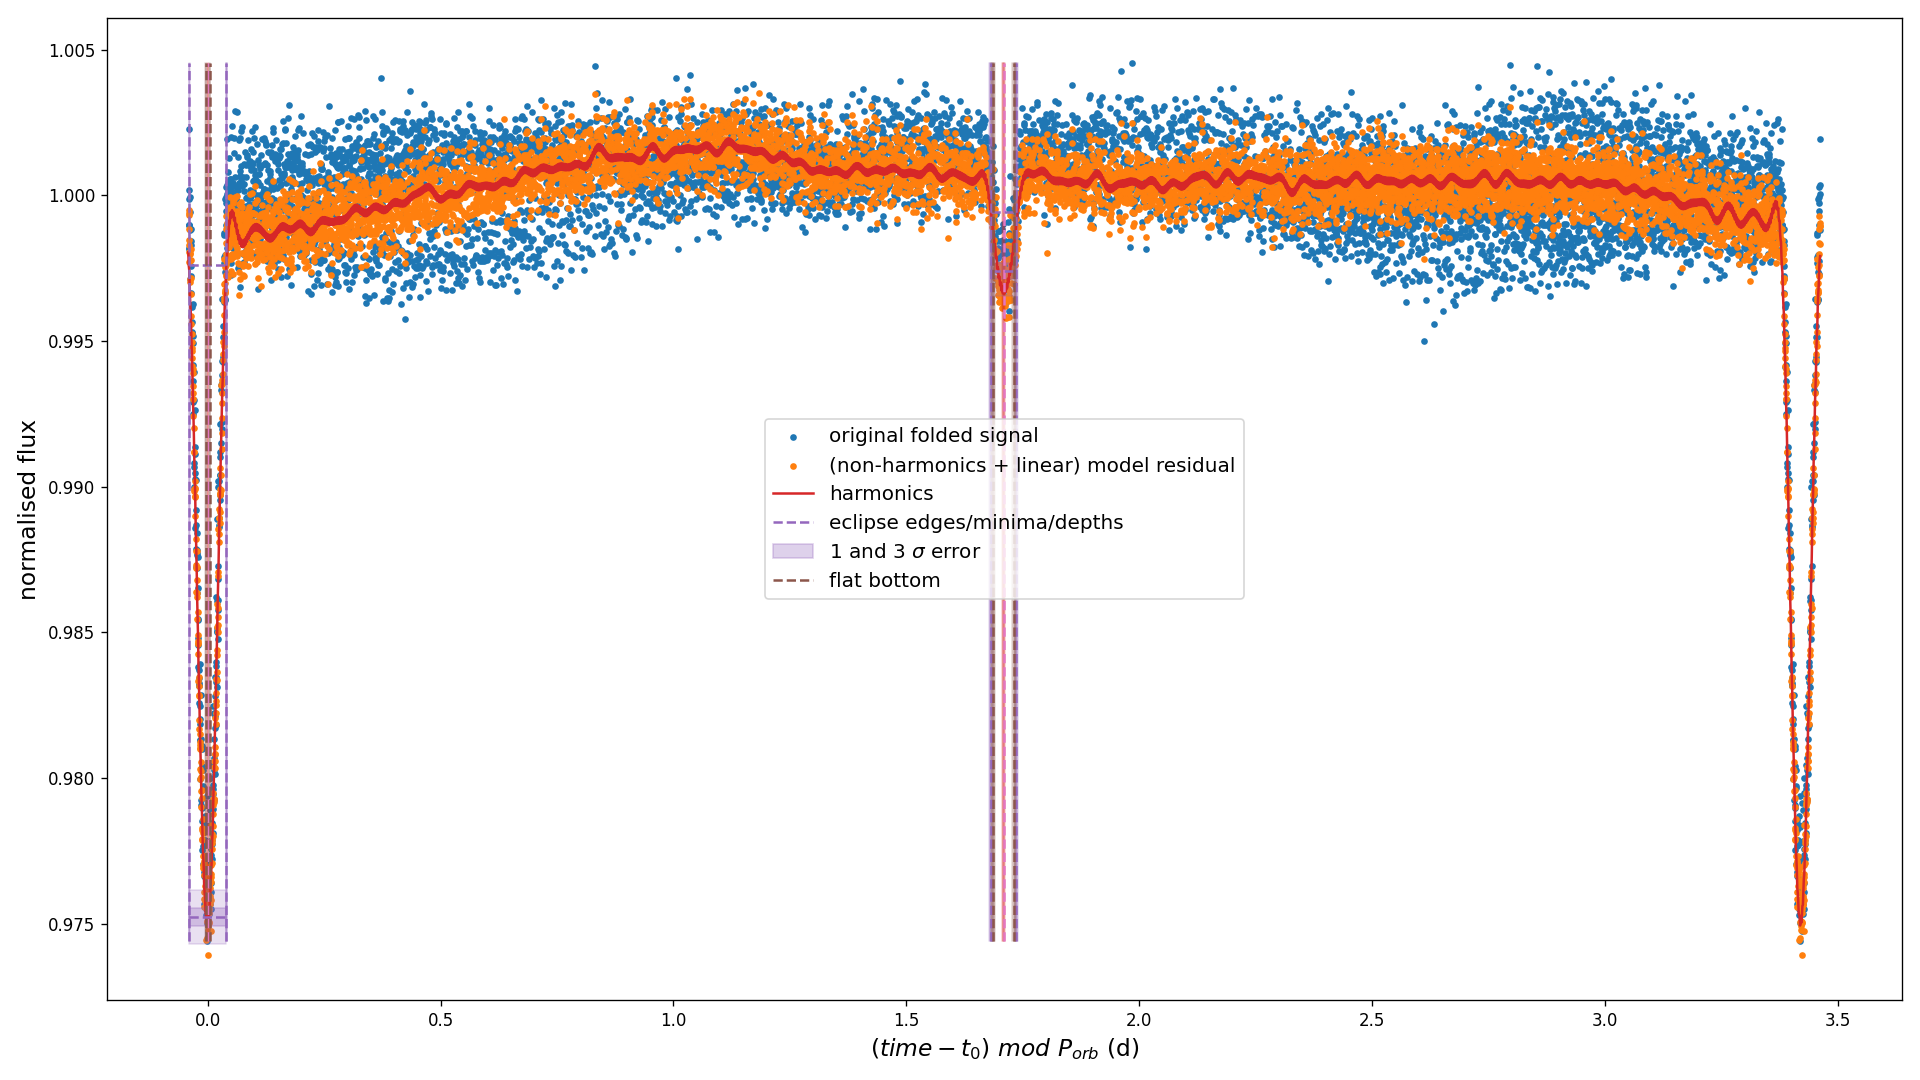 1.005
1.000
0.995
0.990
0.985
0.980
0.975
normalised flux
original folded signal
(non-harmonics + linear) model residual
harmonics
eclipse edges/minima/depths
1 and 3 σ error
flat bottom
0.0 0.5 1.0 1.5 2.0 2.5 3.0 3.5
(time − t₀) mod Pₒᵣb (d)